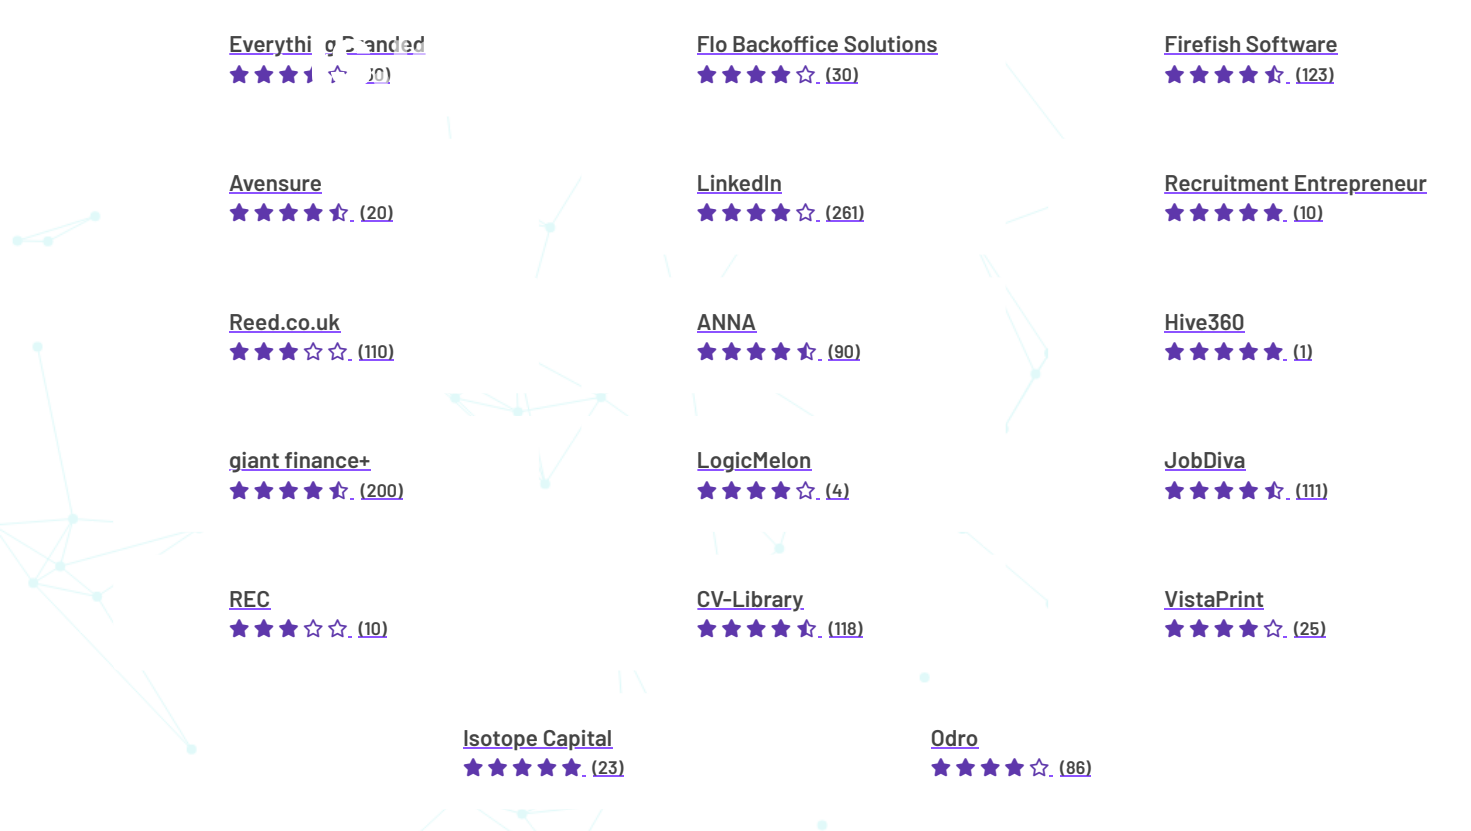 Flo Backoffice Solutions
(30)
Firefish Software
(123)
Avensure
(20)
LinkedIn
(261)
Recruitment Entrepreneur
(10)
Reed.co.uk
(110)
ANNA
(90)
Hive360
(1)
giant finance+
(200)
LogicMelon
(4)
JobDiva
(111)
REC
(10)
CV-Library
(118)
VistaPrint
(25)
Isotope Capital
(23)
Odro
(86)